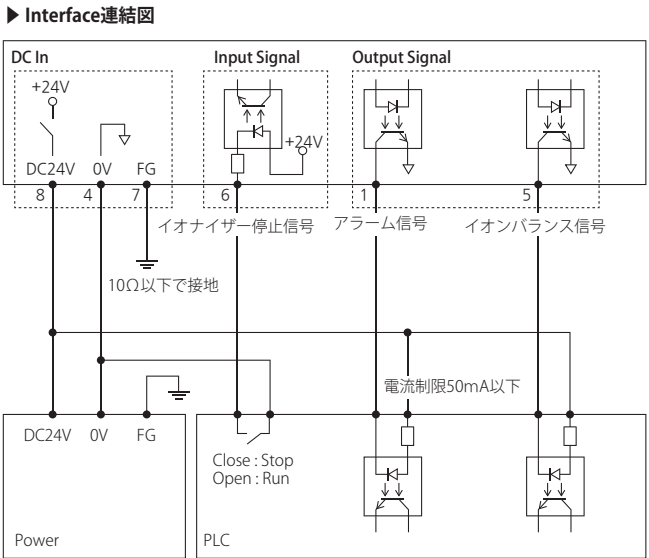 ▶ Interface連結図
DC In
Input Signal
Output Signal
+24V
+24V
DC24V 0V FG
8 4 7 6 1 5
イオナイザー停止信号
アラーム信号
イオンバランス信号
10Ω以下で接地
電流制限50mA以下
DC24V 0V FG
Close : Stop
Open : Run
Power
PLC